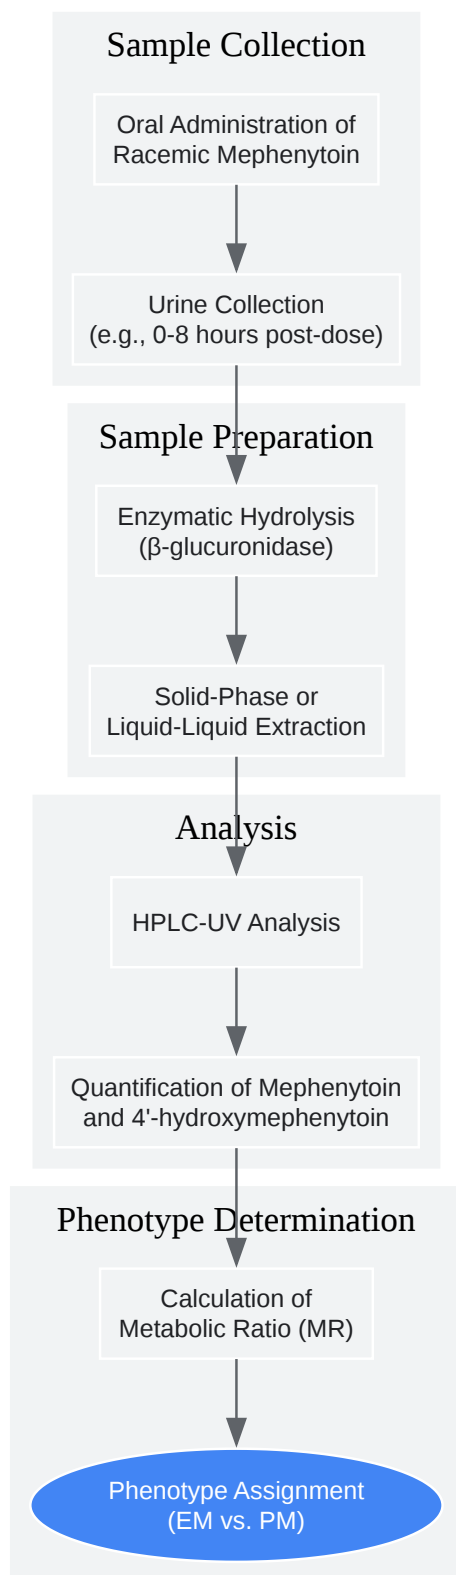 Sample Collection
Oral Administration of
Racemic Mephenytoin
Urine Collection
(e.g., 0-8 hours post-dose)
Sample Preparation
Enzymatic Hydrolysis
(β-glucuronidase)
Solid-Phase or
Liquid-Liquid Extraction
Analysis
HPLC-UV Analysis
Quantification of Mephenytoin
and 4'-hydroxymephenytoin
Phenotype Determination
Calculation of
Metabolic Ratio (MR)
Phenotype Assignment
(EM vs. PM)